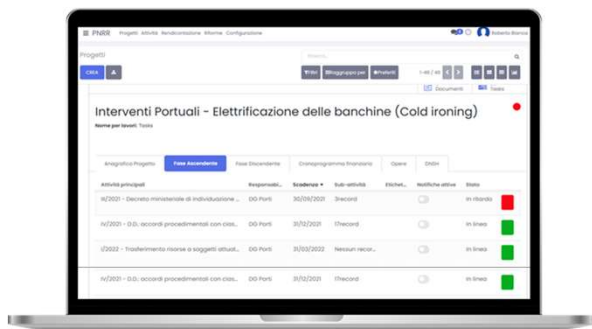 PNRR Progetti Attività Rendicontazione Riforme Configurazione Roberto Bianco
Progetti
Ricerca...
CREA Filtri Raggruppa per Preferiti 1-46 / 46
Documenti Tasks
Interventi Portuali - Elettrificazione delle banchine (Cold ironing)
Nome per lavori: Tasks
Anagrafica Progetto Fase Ascendente Fase Discendente Cronoprogramma finanziario Opere DNSH
Attività principali Responsabi... Scadenza Sub-attività Etichet... Notifiche attive Stato
III/2021 - Decreto ministeriale di individuazione ... DG Porti 30/09/2021 3record In ritardo
IV/2021 - D.D.: accordi procedimentali con cias... DG Porti 31/12/2021 17record In linea
I/2022 - Trasferimento risorse a soggetti attuat... DG Porti 31/03/2022 Nessun recor... In linea
IV/2021 - D.D.: accordi procedimentali con cias... DG Porti 31/12/2021 17record In linea